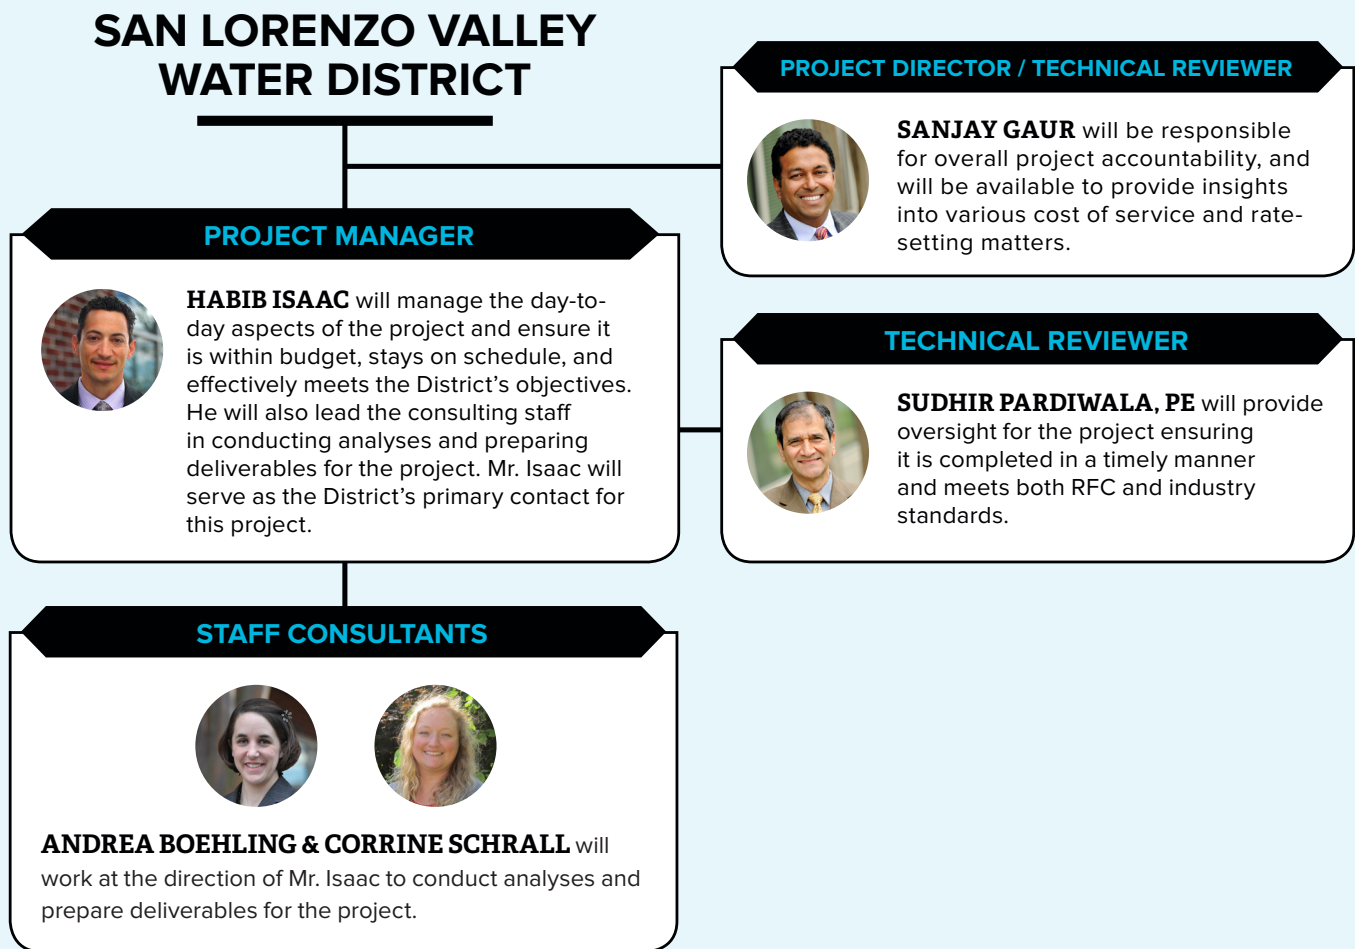 SAN LORENZO VALLEY
WATER DISTRICT
PROJECT DIRECTOR / TECHNICAL REVIEWER
SANJAY GAUR will be responsible
for overall project accountability, and
will be available to provide insights
into various cost of service and rate-
setting matters.
PROJECT MANAGER
HABIB ISAAC will manage the day-to-
day aspects of the project and ensure it
is within budget, stays on schedule, and
effectively meets the District’s objectives.
He will also lead the consulting staff
in conducting analyses and preparing
deliverables for the project. Mr. Isaac will
serve as the District’s primary contact for
this project.
TECHNICAL REVIEWER
SUDHIR PARDIWALA, PE will provide
oversight for the project ensuring
it is completed in a timely manner
and meets both RFC and industry
standards.
STAFF CONSULTANTS
ANDREA BOEHLING & CORRINE SCHRALL will
work at the direction of Mr. Isaac to conduct analyses and
prepare deliverables for the project.